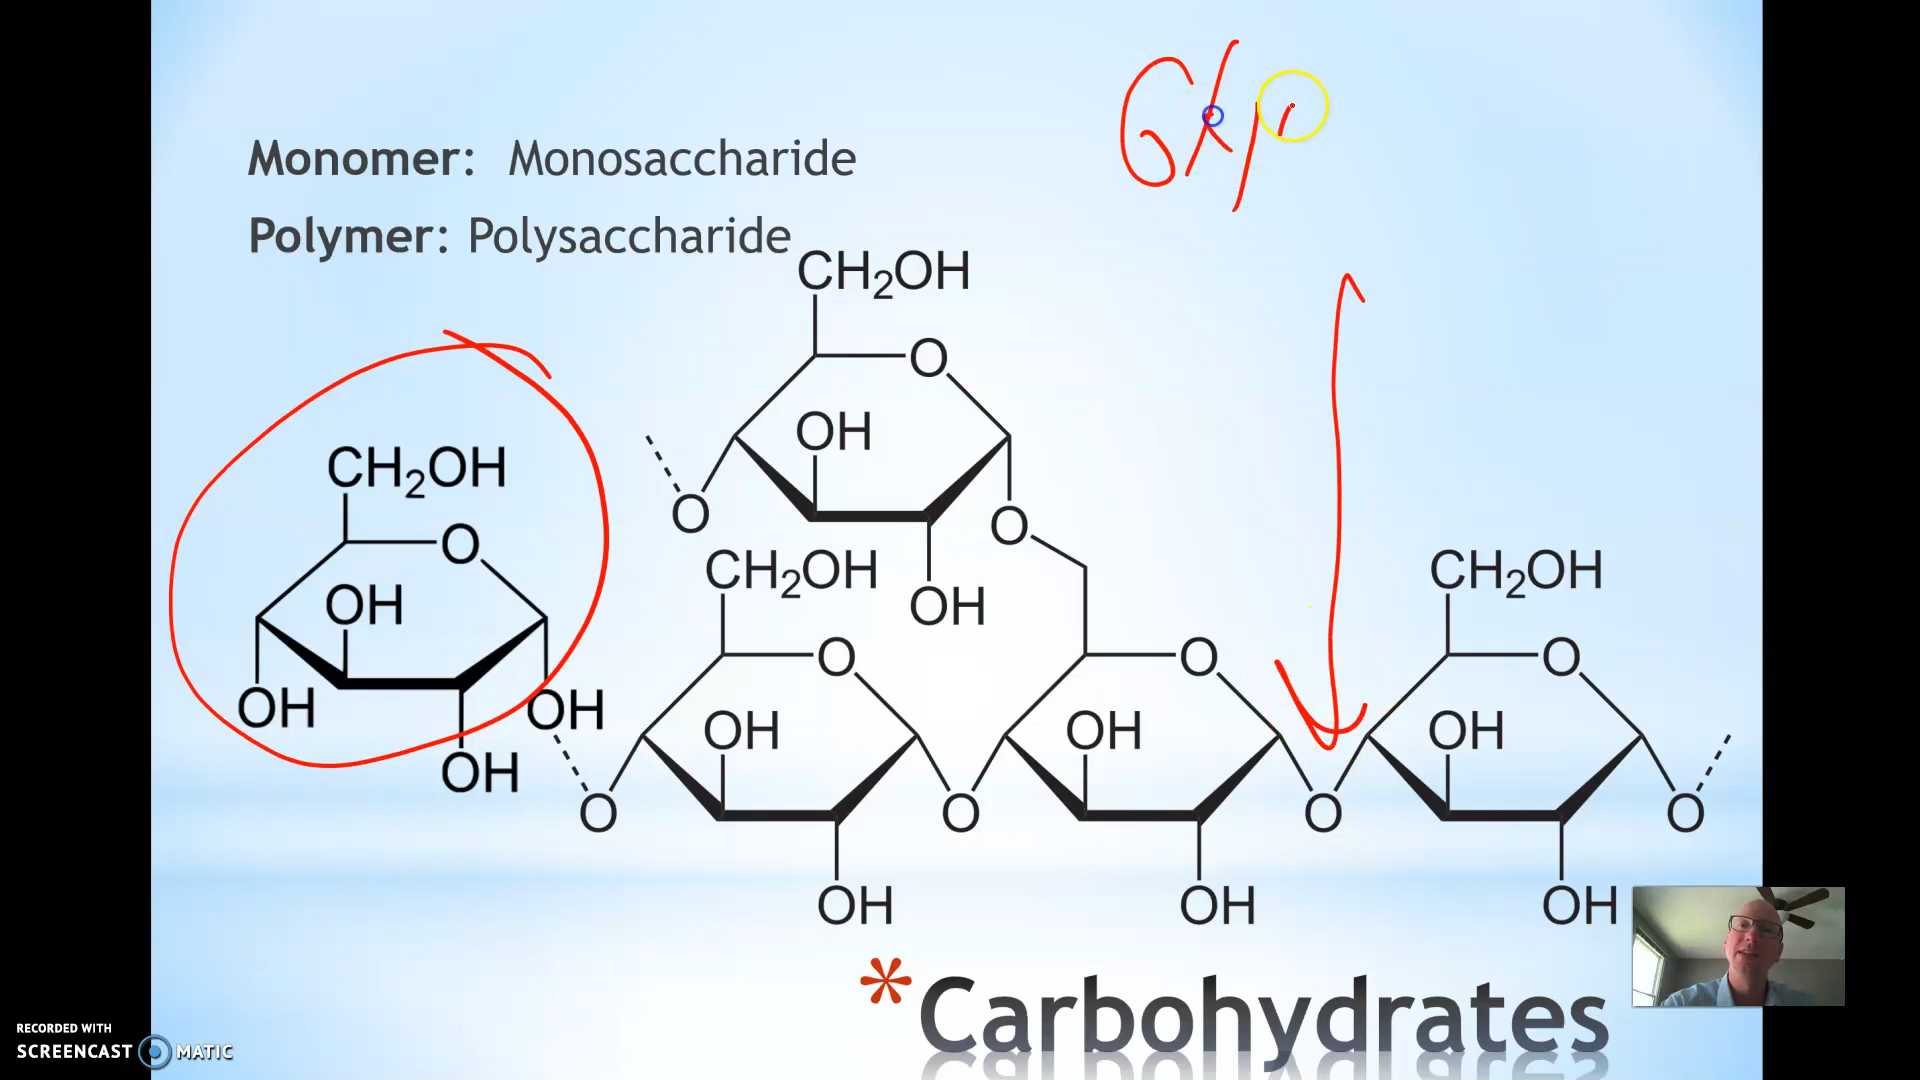 Monomer: Monosaccharide
Polymer: Polysaccharide
CH2OH
O
OH
O
O
OH
CH2OH
O
OH
OH
OH
OH
CH2OH
O
OH
O
OH
O
OH
O
OH
O
CH2OH
O
OH
OH
O
*Carbohydrates
RECORDED WITH
SCREENCAST MATIC